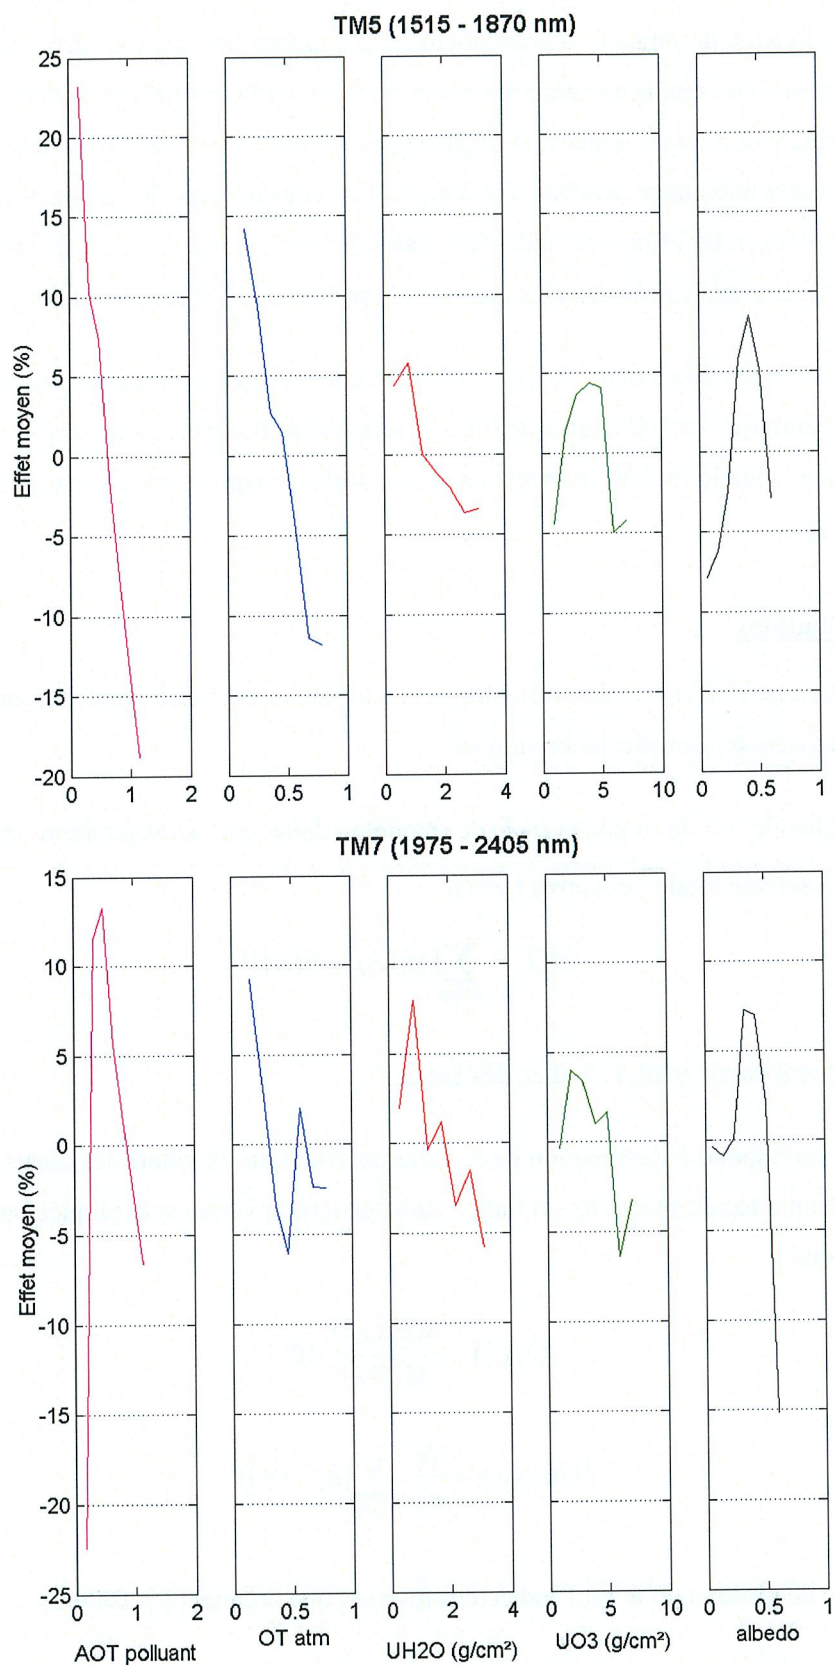 TM5 (1515 - 1870 nm)
25
20
15
10
5
0
-5
-10
-15
-20
Effet moyen (%)
0 1 2
0 0.5 1
0 2 4
0 5 10
0 0.5 1
TM7 (1975 - 2405 nm)
15
10
5
0
-5
-10
-15
-20
-25
Effet moyen (%)
0 1 2
0 0.5 1
0 2 4
0 5 10
0 0.5 1
AOT polluant
OT atm
UH2O (g/cm²)
UO3 (g/cm²)
albedo